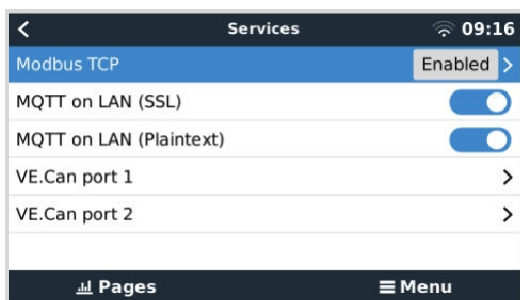 Services 09:16
Modbus TCP Enabled
MQTT on LAN (SSL)
MQTT on LAN (Plaintext)
VE.Can port 1
VE.Can port 2
Pages Menu